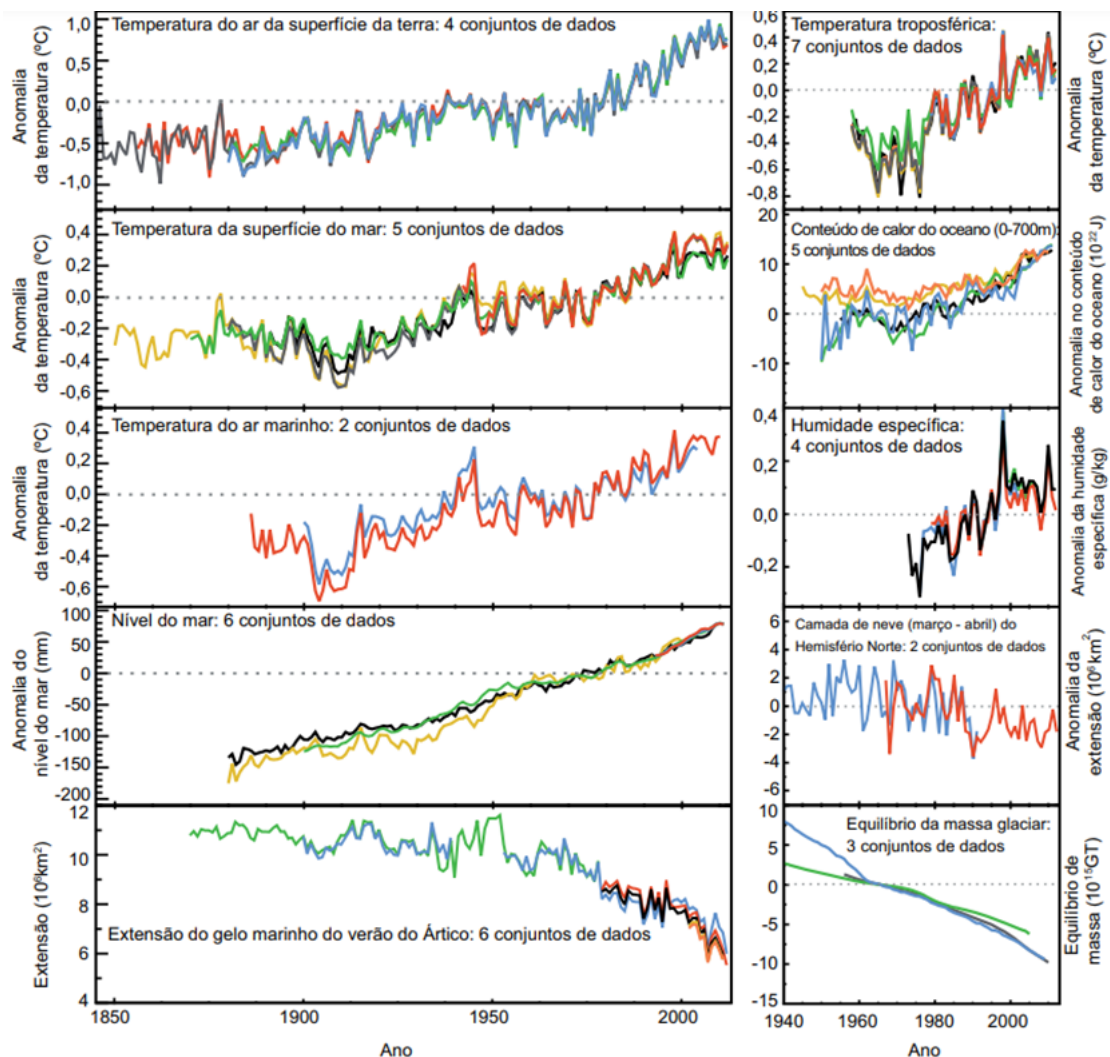 Temperatura do ar da superfície da terra: 4 conjuntos de dados
Anomalia
da temperatura (ºC)
1,0
0,0
-0,5
-1,0
Temperatura da superfície do mar: 5 conjuntos de dados
Anomalia
da temperatura (ºC)
0,4
0,2
0,0
-0,2
-0,4
-0,6
Temperatura do ar marinho: 2 conjuntos de dados
Anomalia
da temperatura (ºC)
0,4
0,2
0,0
-0,2
-0,4
-0,6
Nível do mar: 6 conjuntos de dados
Anomalia do
nível do mar (mm)
100
50
0
-50
-100
-150
-200
Extensão do gelo marinho do verão do Ártico: 6 conjuntos de dados
Extensão (10⁶km²)
12
10
8
6
4
1850
1900
1950
2000
Ano
Temperatura troposférica:
7 conjuntos de dados
Anomalia
da temperatura (ºC)
0,6
0,4
0,2
0,0
-0,2
-0,4
-0,6
-0,8
Conteúdo de calor do oceano (0-700m):
5 conjuntos de dados
Anomalia no conteúdo
de calor do oceano (10²² J)
20
10
0
-10
Humidade específica:
4 conjuntos de dados
Anomalia da humidade
específica (g/kg)
0,4
0,2
0,0
-0,2
Camada de neve (março - abril) do
Hemisfério Norte: 2 conjuntos de dados
Anomalia da
extensão (10⁶ km²)
6
4
2
0
-2
-4
-6
Equilíbrio da massa glaciar:
3 conjuntos de dados
Equilíbrio de
massa (10¹⁵GT)
5
0
-5
-10
-15
1940
1960
1980
2000
Ano